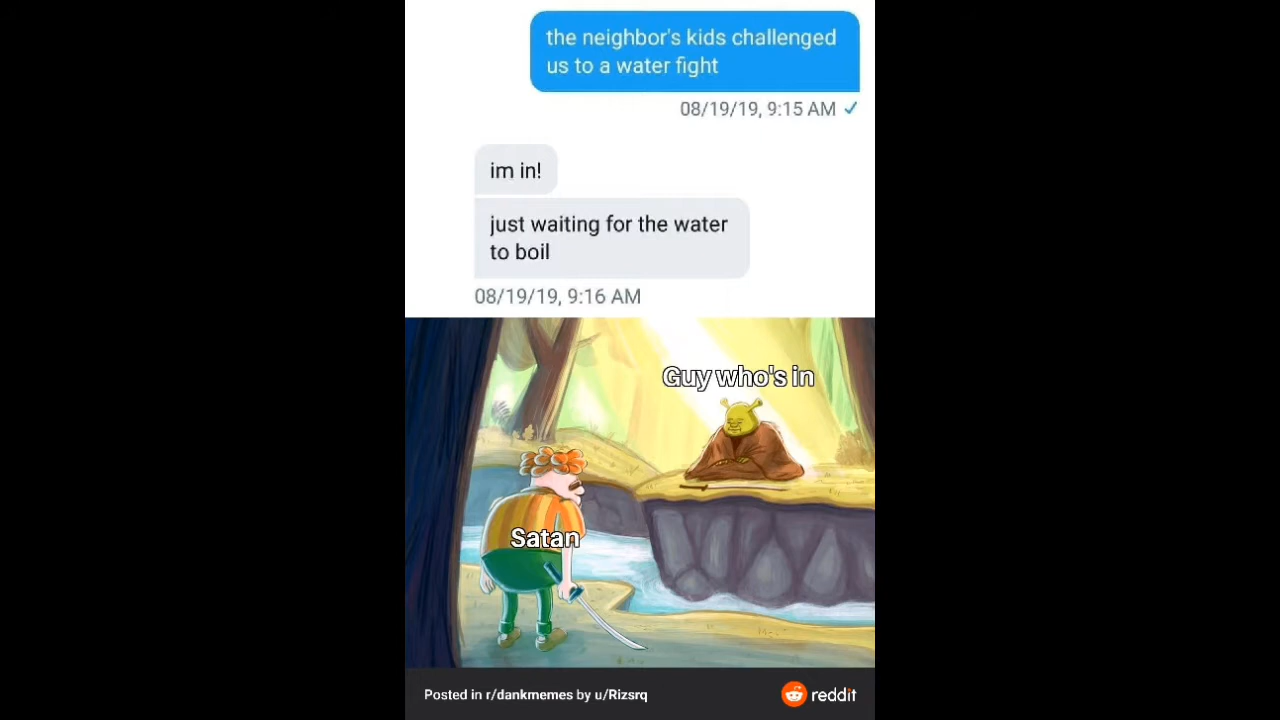 the neighbor's kids challenged
us to a water fight
08/19/19, 9:15 AM
im in!
just waiting for the water
to boil
08/19/19, 9:16 AM
Guy who's in
Satan
Posted in r/dankmemes by u/Rizsrq
reddit